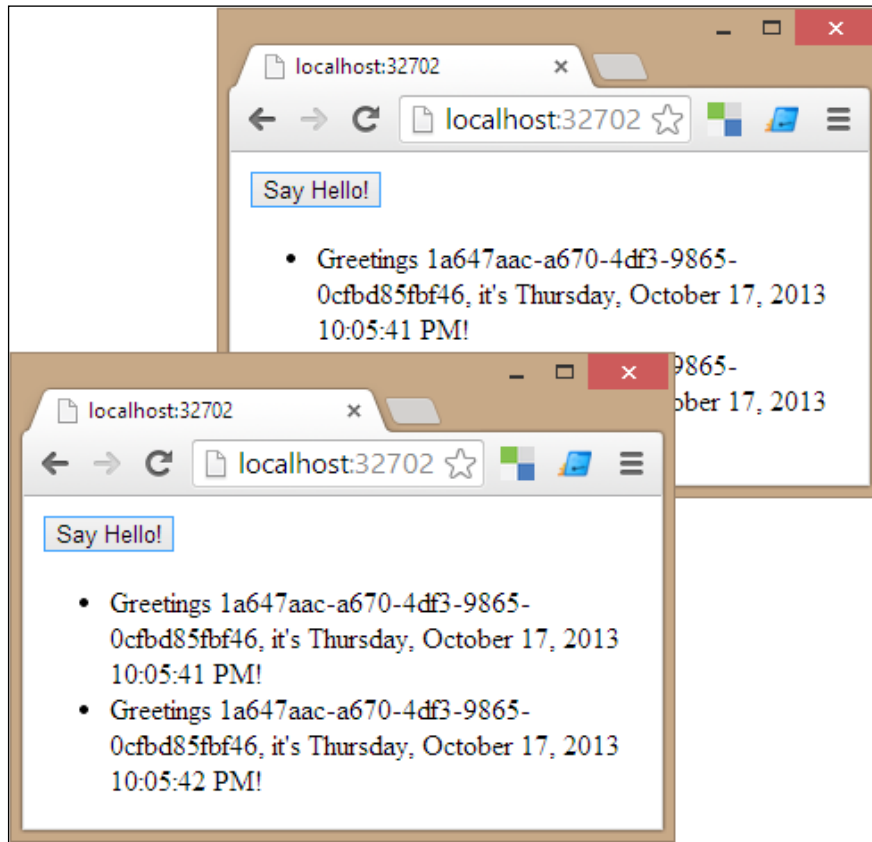 localhost:32702
localhost:32702
Say Hello!
Greetings 1a647aac-a670-4df3-9865-
0cfbd85fbf46, it's Thursday, October 17, 2013
10:05:41 PM!
9865-
ober 17, 2013
localhost:32702
localhost:32702
Say Hello!
Greetings 1a647aac-a670-4df3-9865-
0cfbd85fbf46, it's Thursday, October 17, 2013
10:05:41 PM!
Greetings 1a647aac-a670-4df3-9865-
0cfbd85fbf46, it's Thursday, October 17, 2013
10:05:42 PM!